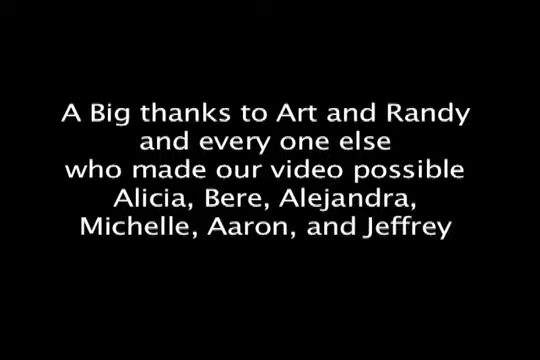 A Big thanks to Art and Randy
and every one else
who made our video possible
Alicia, Bere, Alejandra,
Michelle, Aaron, and Jeffrey